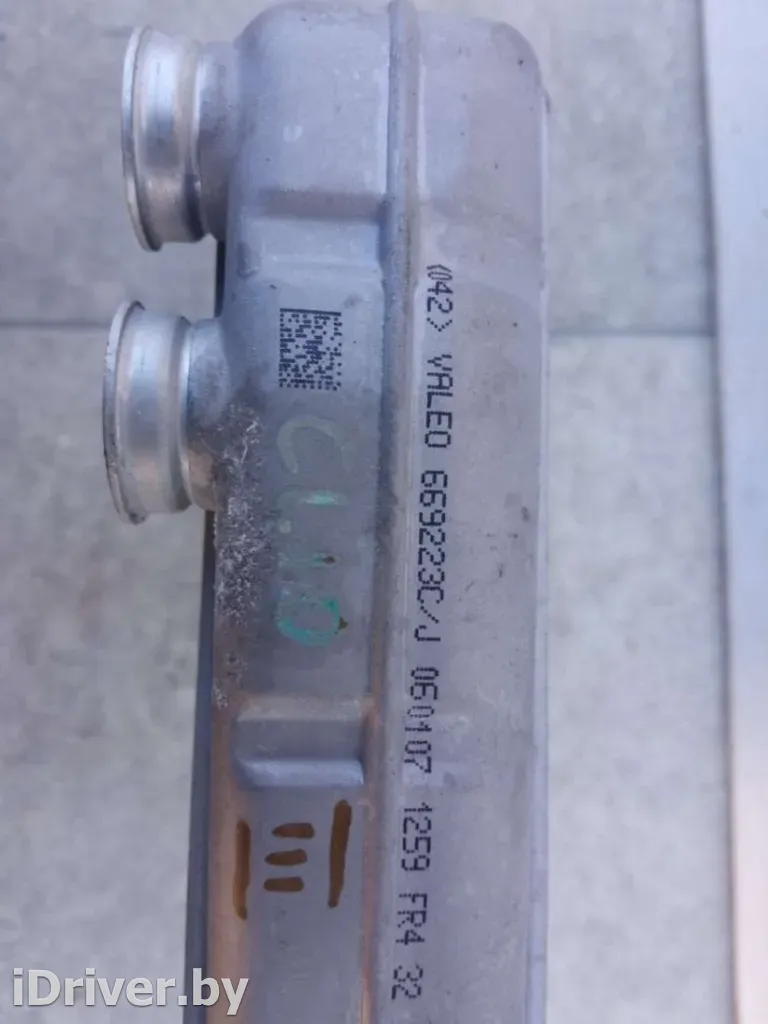 (042) VALEO 669223C/J 060107 1259 FR4 32
CLIO
iDriver.by